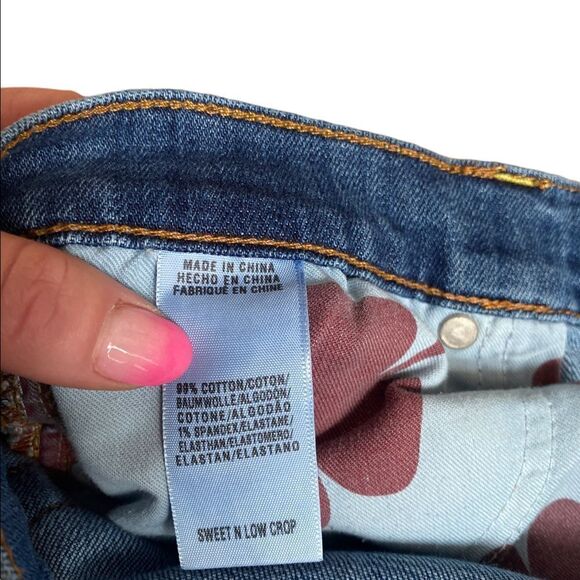 MADE IN CHINA
HECHO EN CHINA
FABRIQUÉ EN CHINE
99% COTTON/COTON/
BAUMWOLLE/ALGODÓN/
COTONE/ALGODÃO
1% SPANDEX/ELASTANE/
ELASTHAN/ELASTOMERO/
ELASTAN/ELASTANO
SWEET N LOW CROP